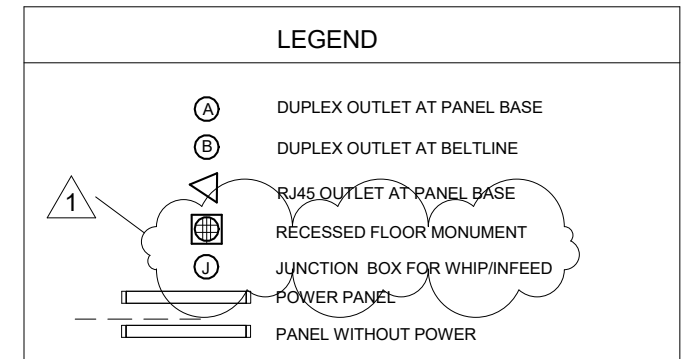 LEGEND
A DUPLEX OUTLET AT PANEL BASE
B DUPLEX OUTLET AT BELTLINE
RJ45 OUTLET AT PANEL BASE
1
RECESSED FLOOR MONUMENT
J JUNCTION BOX FOR WHIP/INFEED
POWER PANEL
PANEL WITHOUT POWER